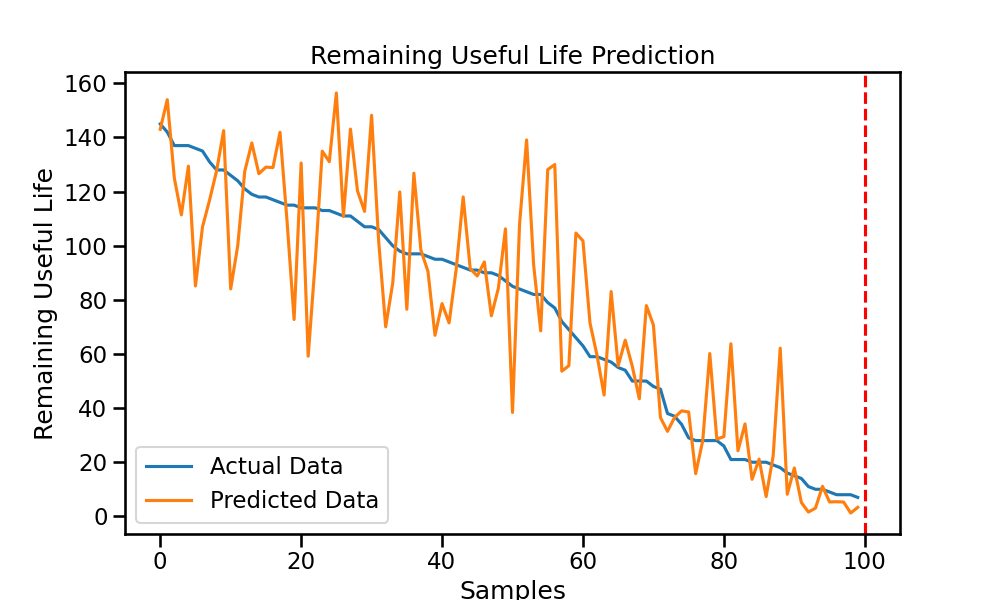 Remaining Useful Life Prediction
Remaining Useful Life
160
140
120
100
80
60
40
20
0
Actual Data
Predicted Data
0 20 40 60 80 100
Samples